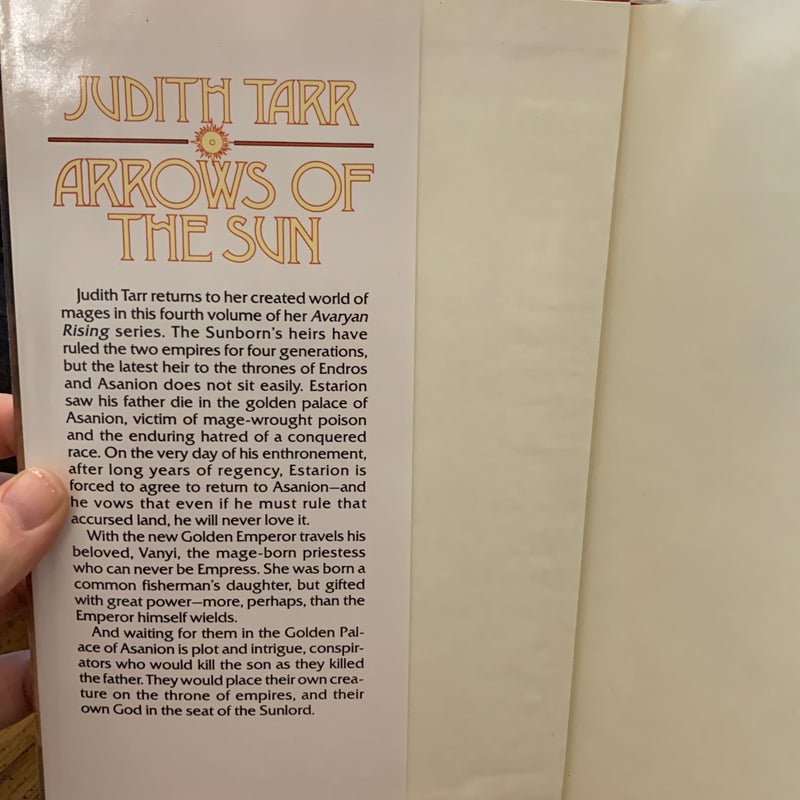 JUDITH TARR
ARROWS OF
THE SUN
Judith Tarr returns to her created world of
mages in this fourth volume of her Avaryan
Rising series. The Sunborn's heirs have
ruled the two empires for four generations,
but the latest heir to the thrones of Endros
and Asanion does not sit easily. Estarion
saw his father die in the golden palace of
Asanion, victim of mage-wrought poison
and the enduring hatred of a conquered
race. On the very day of his enthronement,
after long years of regency, Estarion is
forced to agree to return to Asanion—and
he vows that even if he must rule that
accursed land, he will never love it.
With the new Golden Emperor travels his
beloved, Vanyi, the mage-born priestess
who can never be Empress. She was born a
common fisherman's daughter, but gifted
with great power—more, perhaps, than the
Emperor himself wields.
And waiting for them in the Golden Pal-
ace of Asanion is plot and intrigue, conspir-
ators who would kill the son as they killed
the father. They would place their own crea-
ture on the throne of empires, and their
own God in the seat of the Sunlord.